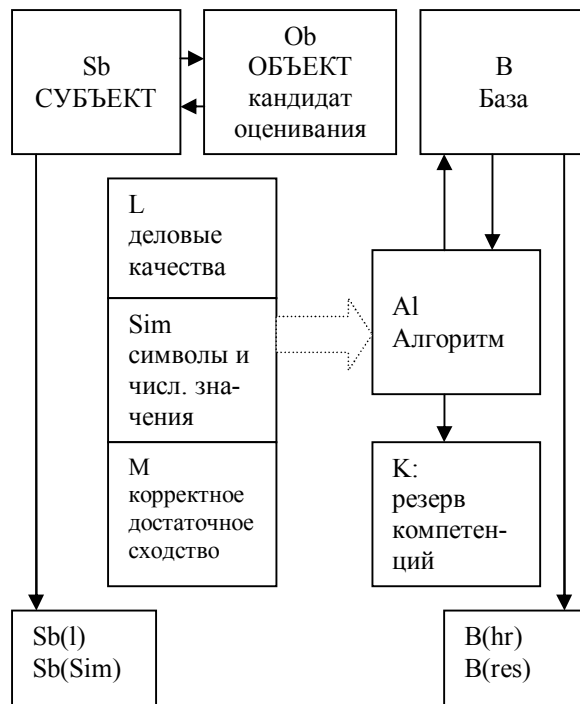 Sb
СУБЪЕКТ
Ob
ОБЪЕКТ
кандидат
оценивания
B
База
L
деловые
качества
Sim
символы и
числ. зна-
чения
M
корректное
достаточное
сходство
Al
Алгоритм
K:
резерв
компетен-
ций
Sb(l)
Sb(Sim)
B(hr)
B(res)